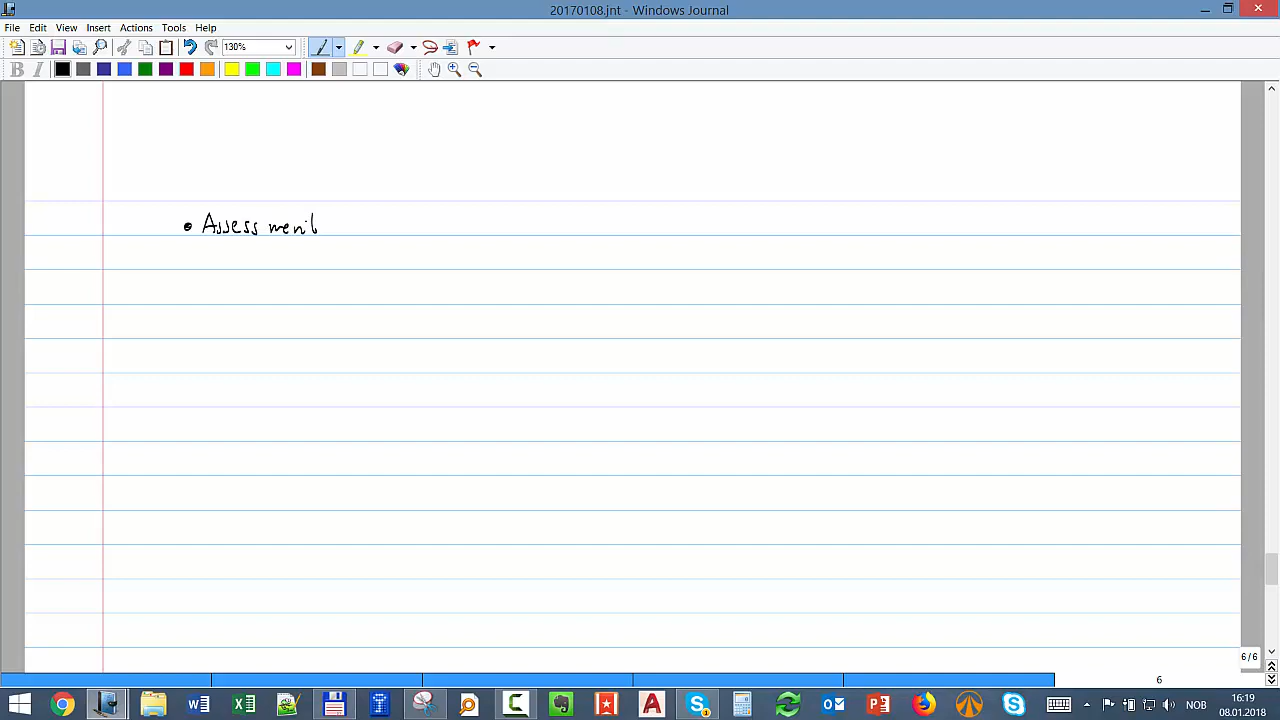 20170108.jnt - Windows Journal
File Edit View Insert Actions Tools Help
130%
B I
• Assess meril
6/6
6
NOB
16:19
08.01.2018